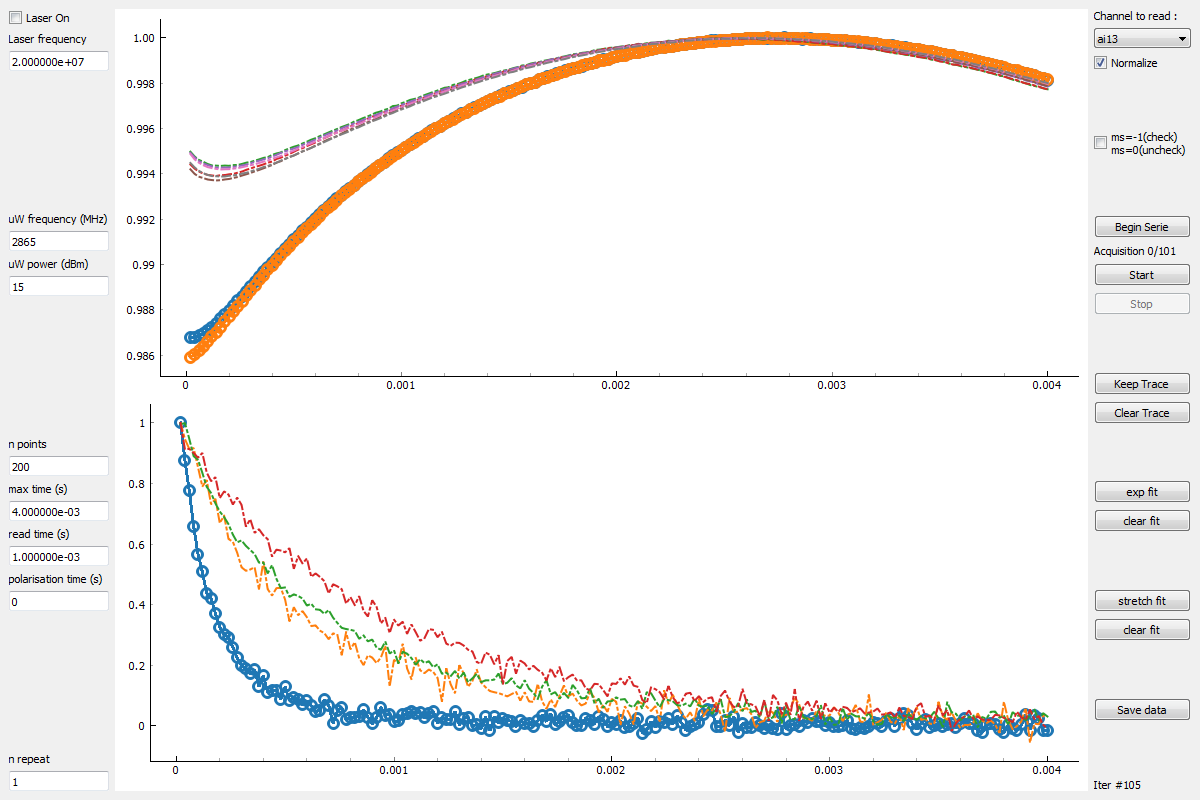 Laser On
Laser frequency
2.000000e+07
uW frequency (MHz)
2865
uW power (dBm)
15
n points
200
max time (s)
4.000000e-03
read time (s)
1.000000e-03
polarisation time (s)
0
n repeat
1
1.00
0.998
0.996
0.994
0.992
0.99
0.988
0.986
0
0.001
0.002
0.003
0.004
1
0.8
0.6
0.4
0.2
0
0
0.001
0.002
0.003
0.004
Channel to read :
ai13
Normalize
ms=-1(check)
ms=0(uncheck)
Begin Serie
Acquisition 0/101
Start
Stop
Keep Trace
Clear Trace
exp fit
clear fit
stretch fit
clear fit
Save data
Iter #105